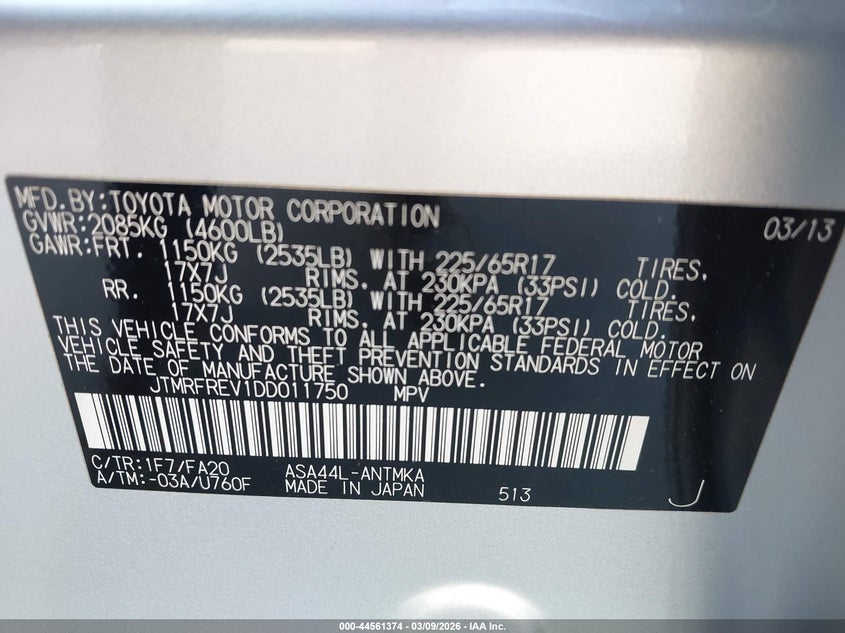 MFD.BY:TOYOTA MOTOR CORPORATION 03/13
GVWR:2085KG (4600LB)
GAWR:FRT. 1150KG (2535LB) WITH 225/65R17 TIRES,
17X7J RIMS, AT 230KPA (33PSI) COLD.
RR. 1150KG (2535LB) WITH 225/65R17 TIRES,
17X7J RIMS, AT 230KPA (33PSI) COLD.
THIS VEHICLE CONFORMS TO ALL APPLICABLE FEDERAL MOTOR
VEHICLE SAFETY AND THEFT PREVENTION STANDARDS IN EFFECT ON
THE DATE OF MANUFACTURE SHOWN ABOVE.
JTMRFREV1DD011750 MPV
C/TR:1F7/FA20 ASA44L-ANTMKA
A/TM:-03A/U760F MADE IN JAPAN 513 J
000-44561374 | 03/09/2026 - IAA Inc.